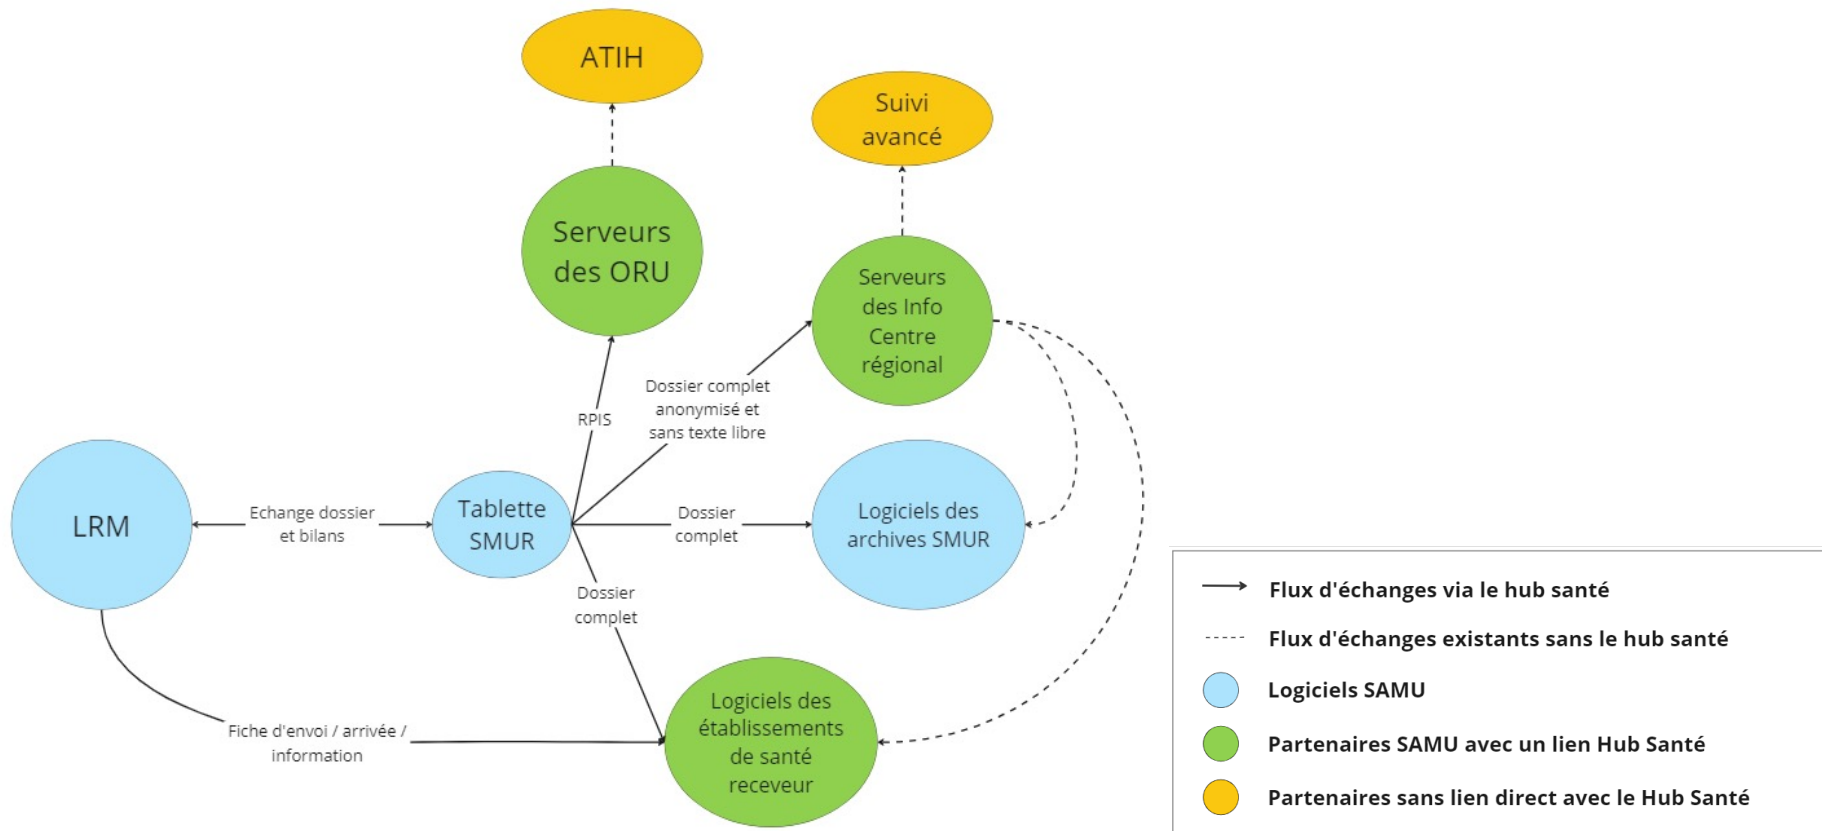 ATIH
Suivi
avancé
Serveurs
des ORU
Serveurs
des Info
Centre
régional
Dossier complet
anonymisé et
sans texte libre
RPIS
LRM
Echange dossier
et bilans
Tablette
SMUR
Dossier
complet
Logiciels des
archives SMUR
Dossier
complet
Fiche d'envoi / arrivée /
information
Logiciels des
établissements
de santé
receveur
Flux d'échanges via le hub santé
Flux d'échanges existants sans le hub santé
Logiciels SAMU
Partenaires SAMU avec un lien Hub Santé
Partenaires sans lien direct avec le Hub Santé